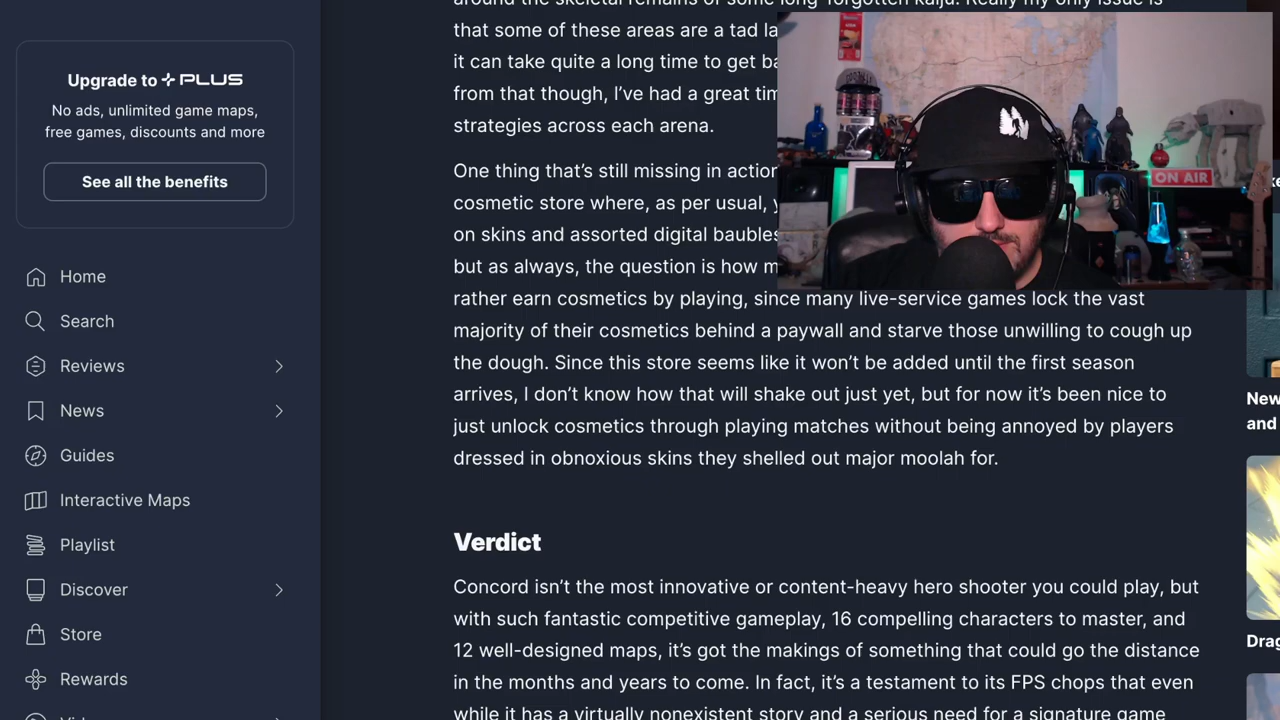 Upgrade to PLUS
No ads, unlimited game maps,
free games, discounts and more
See all the benefits
Home
Search
Reviews
News
Guides
Interactive Maps
Playlist
Discover
Store
Rewards
around the skeletal remains of some long-forgotten kaiju. Really my only issue is
that some of these areas are a tad
it can take quite a long time to get
from that though, I've had a great
strategies across each arena.
One thing that's still missing in
cosmetic store where, as per usual,
on skins and assorted digital baubles
but as always, the question is how
rather earn cosmetics by playing, since many live-service games lock the vast
majority of their cosmetics behind a paywall and starve those unwilling to cough up
the dough. Since this store seems like it won't be added until the first season
arrives, I don't know how that will shake out just yet, but for now it's been nice to
just unlock cosmetics through playing matches without being annoyed by players
dressed in obnoxious skins they shelled out major moolah for.
Verdict
Concord isn't the most innovative or content-heavy hero shooter you could play, but
with such fantastic competitive gameplay, 16 compelling characters to master, and
12 well-designed maps, it's got the makings of something that could go the distance
in the months and years to come. In fact, it's a testament to its FPS chops that even
while it has a virtually nonexistent story and a serious need for a signature game
ON AIR
New
and